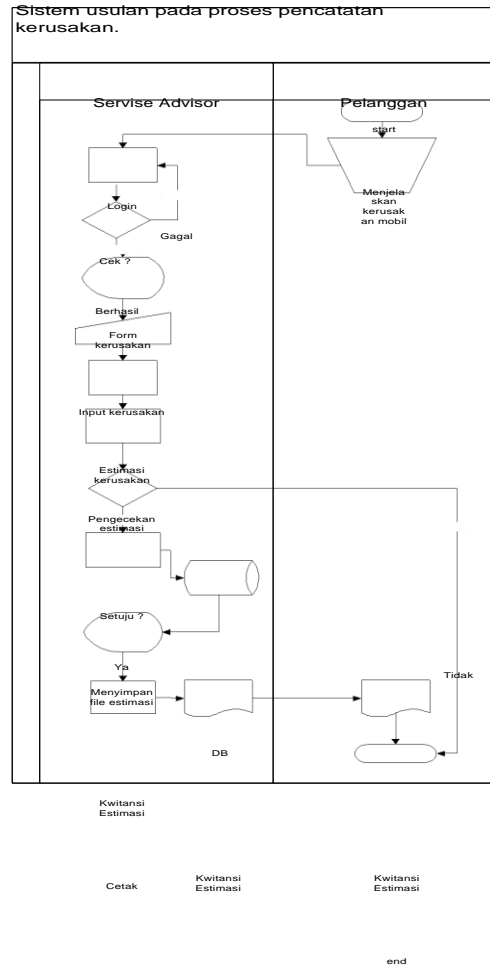 Sistem usulan pada proses pencatatan
kerusakan.
Servise Advisor
Pelanggan
start
Menjela
skan
kerusak
an mobil
Login
Gagal
Cek ?
Berhasil
Form
kerusakan
Input kerusakan
Estimasi
kerusakan
Pengecekan
estimasi
Setuju ?
Ya
Tidak
Menyimpan
file estimasi
DB
Kwitansi
Estimasi
Cetak
Kwitansi
Estimasi
Kwitansi
Estimasi
end